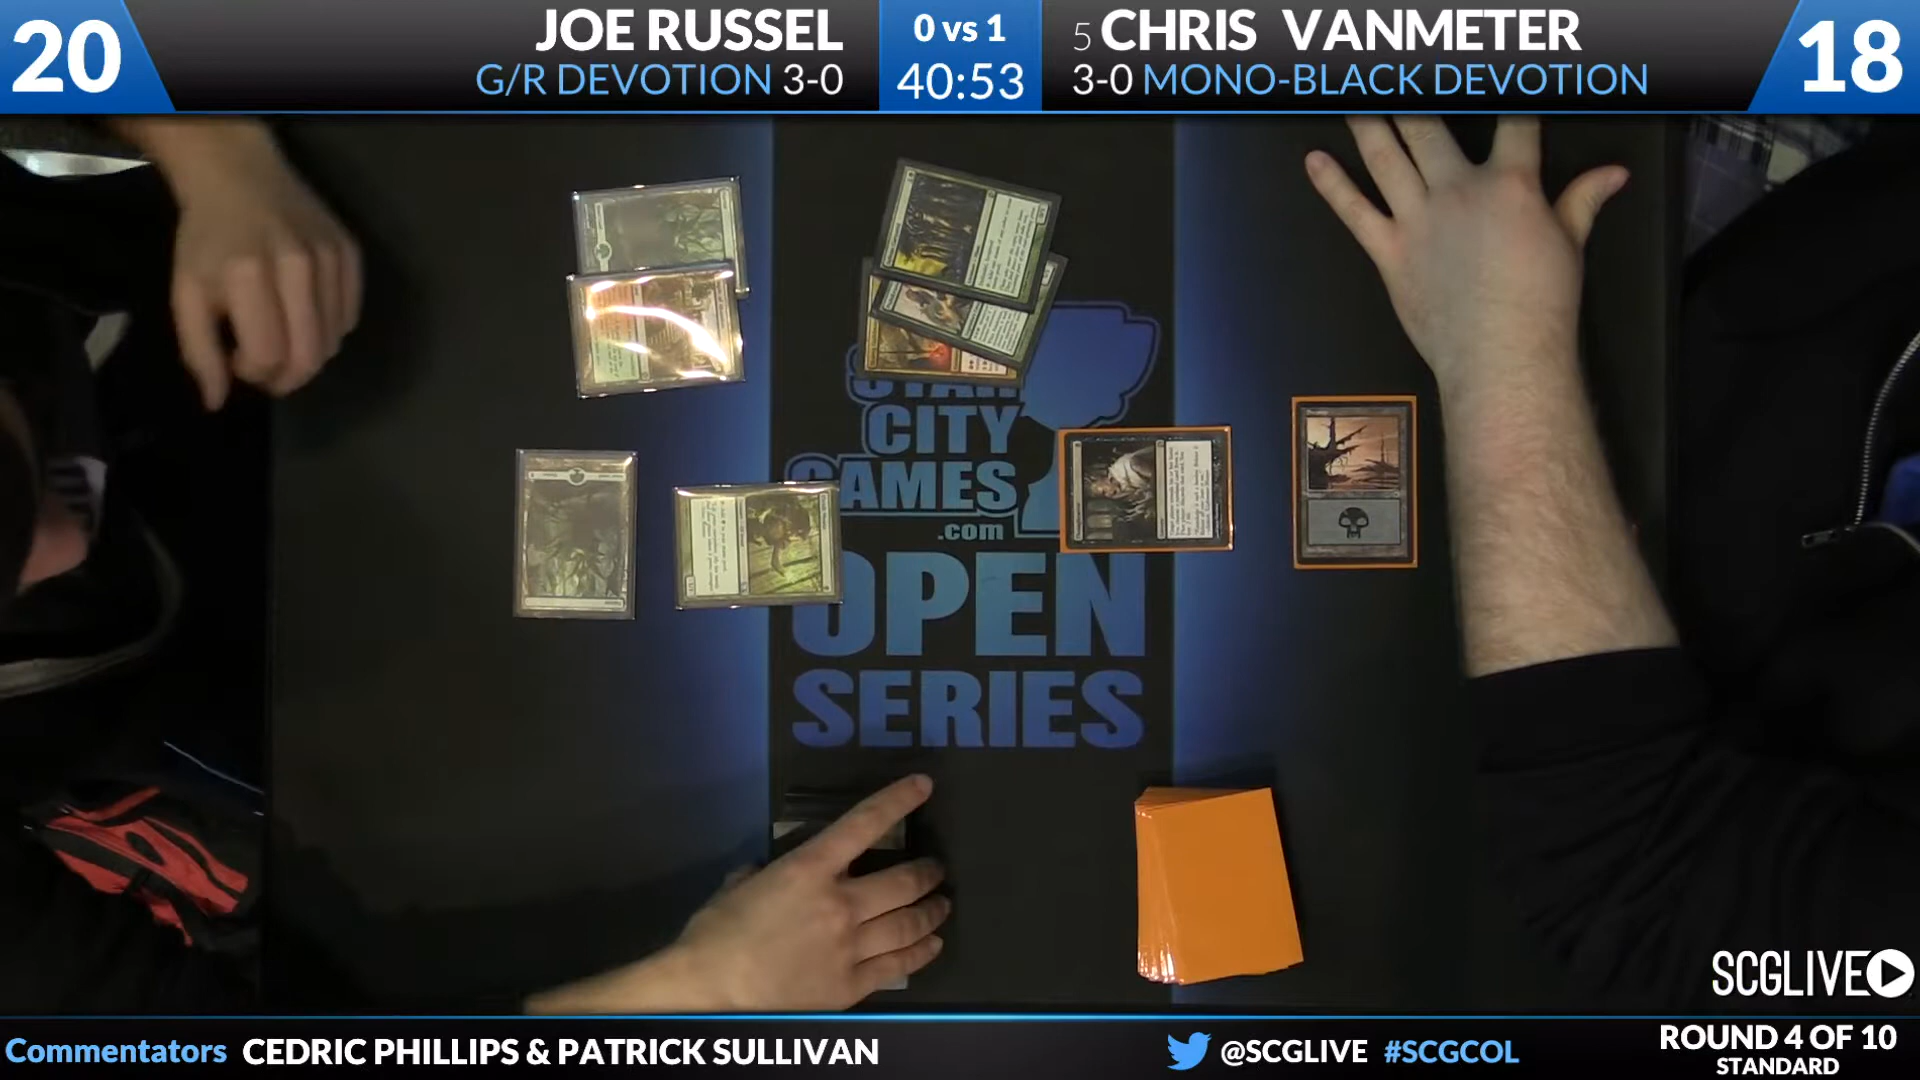 20
JOE RUSSEL
G/R DEVOTION 3-0
0 vs 1
40:53
5 CHRIS VANMETER
3-0 MONO-BLACK DEVOTION
18
STAR
CITY
GAMES
.com
OPEN
SERIES
SCGLIVE
Commentators CEDRIC PHILLIPS & PATRICK SULLIVAN
@SCGLIVE #SCGCOL
ROUND 4 OF 10
STANDARD